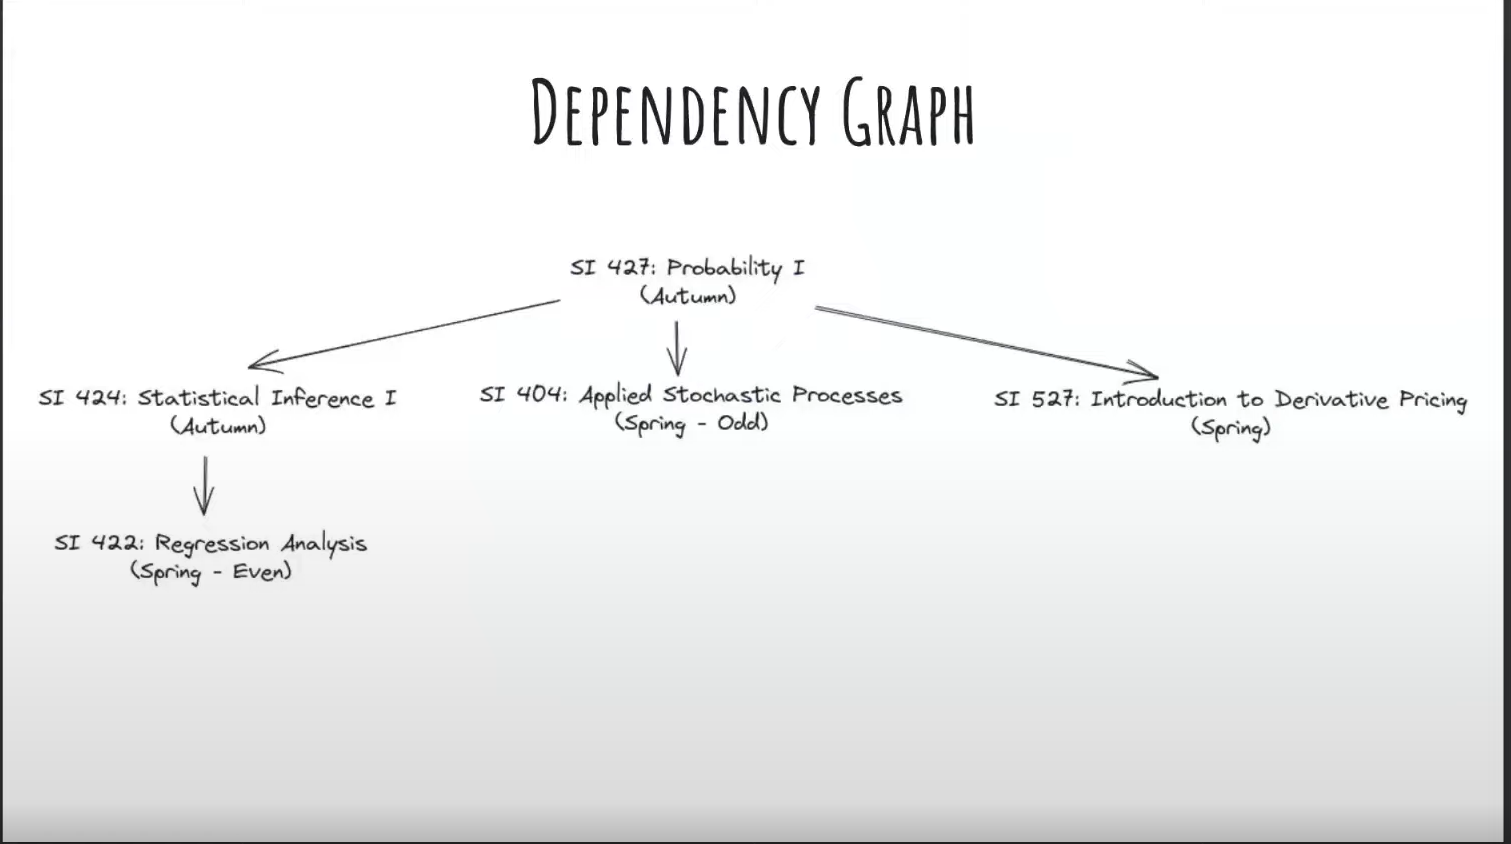 DEPENDENCY GRAPH
SI 427: Probability I
(Autumn)
SI 424: Statistical Inference I
(Autumn)
SI 404: Applied Stochastic Processes
(Spring - Odd)
SI 527: Introduction to Derivative Pricing
(Spring)
SI 422: Regression Analysis
(Spring - Even)